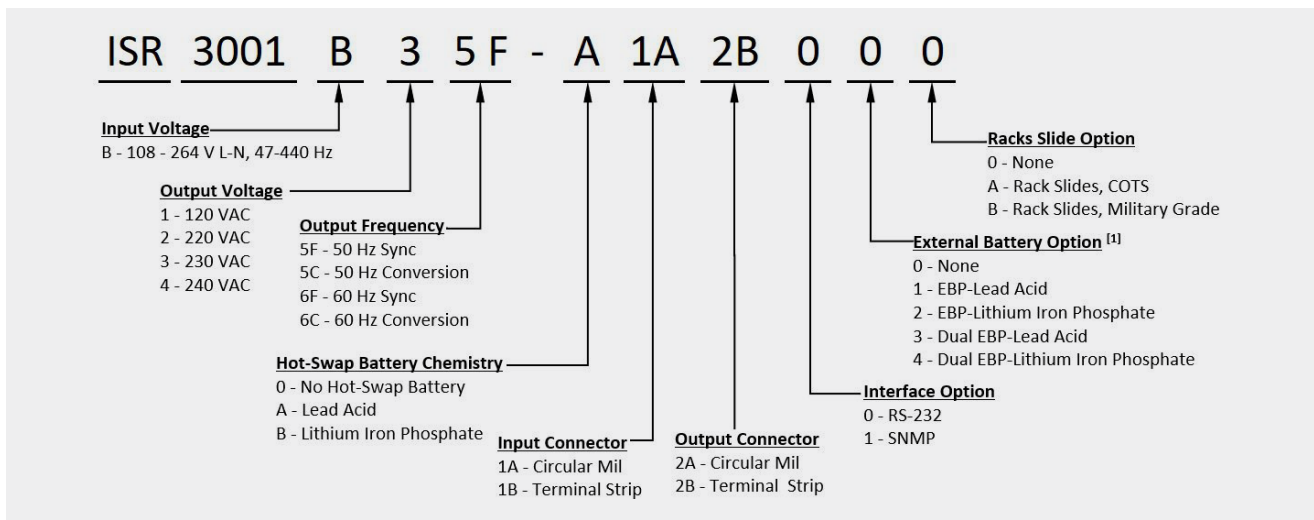 ISR 3001 B 3 5F - A 1A 2B 0 0 0
Input Voltage
B - 108 - 264 V L-N, 47-440 Hz
Output Voltage
1 - 120 VAC
2 - 220 VAC
3 - 230 VAC
4 - 240 VAC
Output Frequency
5F - 50 Hz Sync
5C - 50 Hz Conversion
6F - 60 Hz Sync
6C - 60 Hz Conversion
Hot-Swap Battery Chemistry
0 - No Hot-Swap Battery
A - Lead Acid
B - Lithium Iron Phosphate
Input Connector
1A - Circular Mil
1B - Terminal Strip
Output Connector
2A - Circular Mil
2B - Terminal Strip
Interface Option
0 - RS-232
1 - SNMP
External Battery Option [1]
0 - None
1 - EBP-Lead Acid
2 - EBP-Lithium Iron Phosphate
3 - Dual EBP-Lead Acid
4 - Dual EBP-Lithium Iron Phosphate
Racks Slide Option
0 - None
A - Rack Slides, COTS
B - Rack Slides, Military Grade